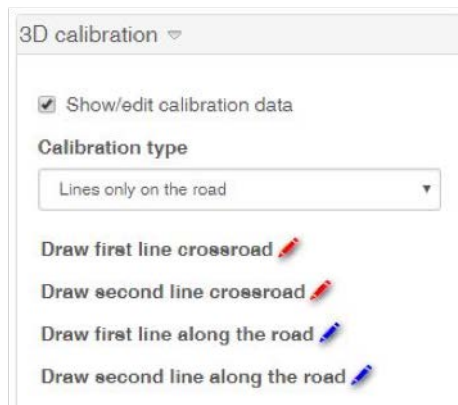 3D calibration
Show/edit calibration data
Calibration type
Lines only on the road
Draw first line crossroad
Draw second line crossroad
Draw first line along the road
Draw second line along the road